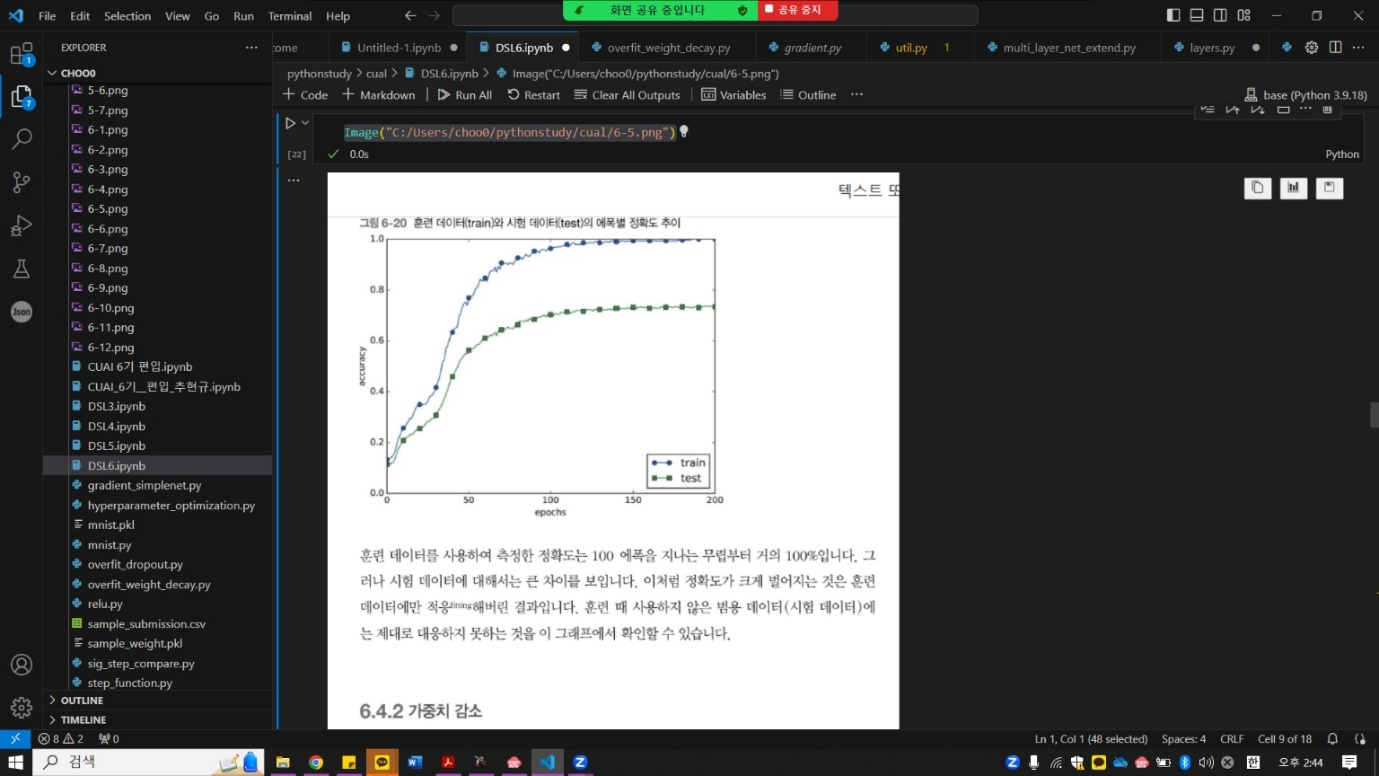 File Edit Selection View Go Run Terminal Help
화면 공유 중입니다 공유 중지
EXPLORER
come Untitled-1.ipynb DSL6.ipynb overfit_weight_decay.py gradient.py util.py 1 multi_layer_net_extend.py layers.py
CHOO0
pythonstudy > cual > DSL6.ipynb > Image("C:/Users/choo0/pythonstudy/cual/6-5.png")
+ Code + Markdown Run All Restart Clear All Outputs Variables Outline ... base (Python 3.9.18)
5-6.png
5-7.png
6-1.png
6-2.png
6-3.png
6-4.png
6-5.png
6-6.png
6-7.png
6-8.png
6-9.png
6-10.png
6-11.png
6-12.png
CUAI 6기 편입.ipynb
CUAI_6기__편입_추현규.ipynb
DSL3.ipynb
DSL4.ipynb
DSL5.ipynb
DSL6.ipynb
gradient_simplenet.py
hyperparameter_optimization.py
mnist.pkl
mnist.py
overfit_dropout.py
overfit_weight_decay.py
relu.py
sample_submission.csv
sample_weight.pkl
sig_step_compare.py
step_function.py
OUTLINE
TIMELINE
Image("C:/Users/choo0/pythonstudy/cual/6-5.png")
[22] 0.0s Python
텍스트 또
그림 6-20 훈련 데이터(train)와 시험 데이터(test)의 에폭별 정확도 추이
1.0
0.8
0.6
0.4
0.2
0.0
accuracy
train
test
0 50 100 150 200
epochs
훈련 데이터를 사용하여 측정한 정확도는 100 에폭을 지나는 무렵부터 거의 100%입니다. 그
러나 시험 데이터에 대해서는 큰 차이를 보입니다. 이처럼 정확도가 크게 벌어지는 것은 훈련
데이터에만 적응fitting해버린 결과입니다. 훈련 때 사용하지 않은 범용 데이터(시험 데이터)에
는 제대로 대응하지 못하는 것을 이 그래프에서 확인할 수 있습니다.
6.4.2 가중치 감소
8 2 0 Ln 1, Col 1 (48 selected) Spaces: 4 CRLF Cell 9 of 18
검색 오후 2:44